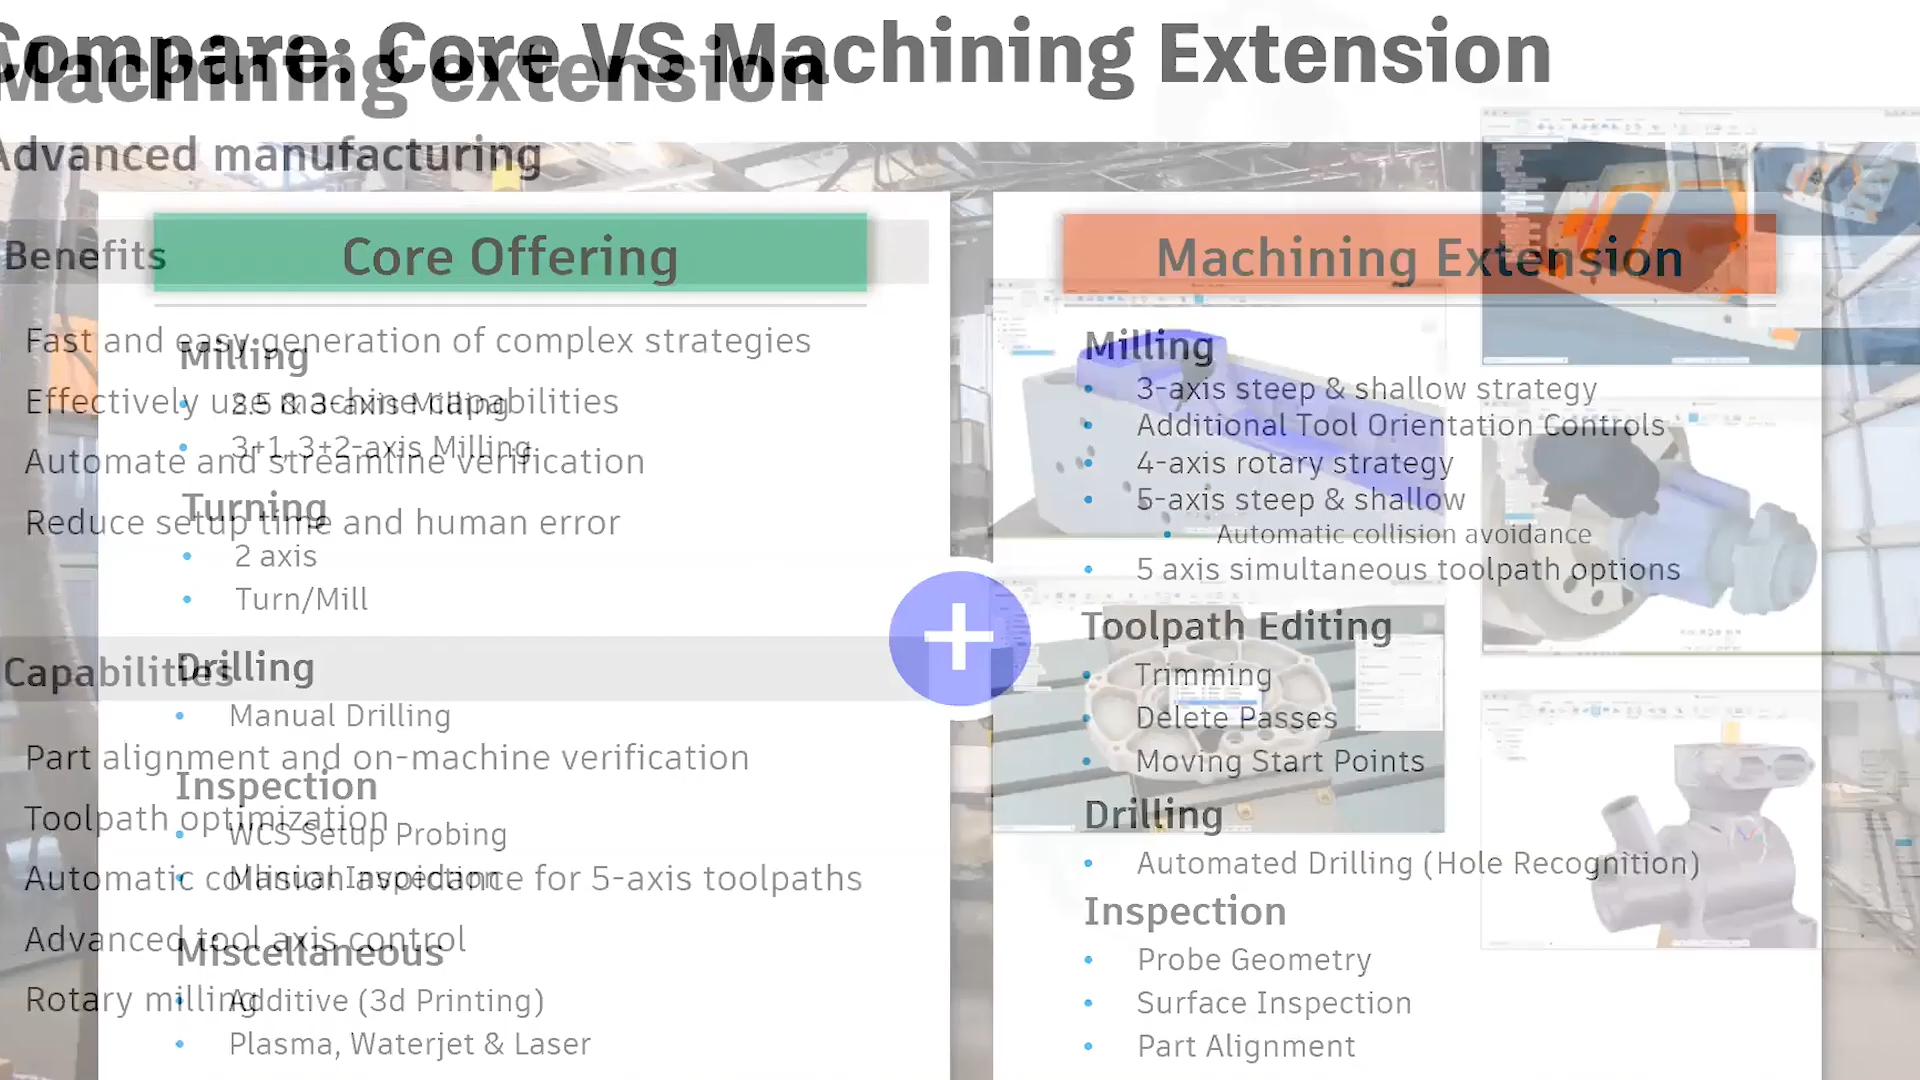 Compare: Core VS Machining Extension
Machining extension
Advanced manufacturing
Benefits
Fast and easy generation of complex strategies
Effectively use machine capabilities
Automate and streamline verification
Reduce setup time and human error
Capabilities
Part alignment and on-machine verification
Toolpath optimization
Automatic collision avoidance for 5-axis toolpaths
Advanced tool axis control
Rotary milling
Core Offering
Milling
• 2.5 & 3-axis Milling
• 3+1, 3+2-axis Milling
Turning
• 2 axis
• Turn/Mill
Drilling
• Manual Drilling
Inspection
• WCS Setup Probing
• Manual Inspection
Miscellaneous
• Additive (3d Printing)
• Plasma, Waterjet & Laser
Machining Extension
Milling
• 3-axis steep & shallow strategy
• Additional Tool Orientation Controls
• 4-axis rotary strategy
• 5-axis steep & shallow
• Automatic collision avoidance
• 5 axis simultaneous toolpath options
Toolpath Editing
• Trimming
• Delete Passes
• Moving Start Points
Drilling
• Automated Drilling (Hole Recognition)
Inspection
• Probe Geometry
• Surface Inspection
• Part Alignment